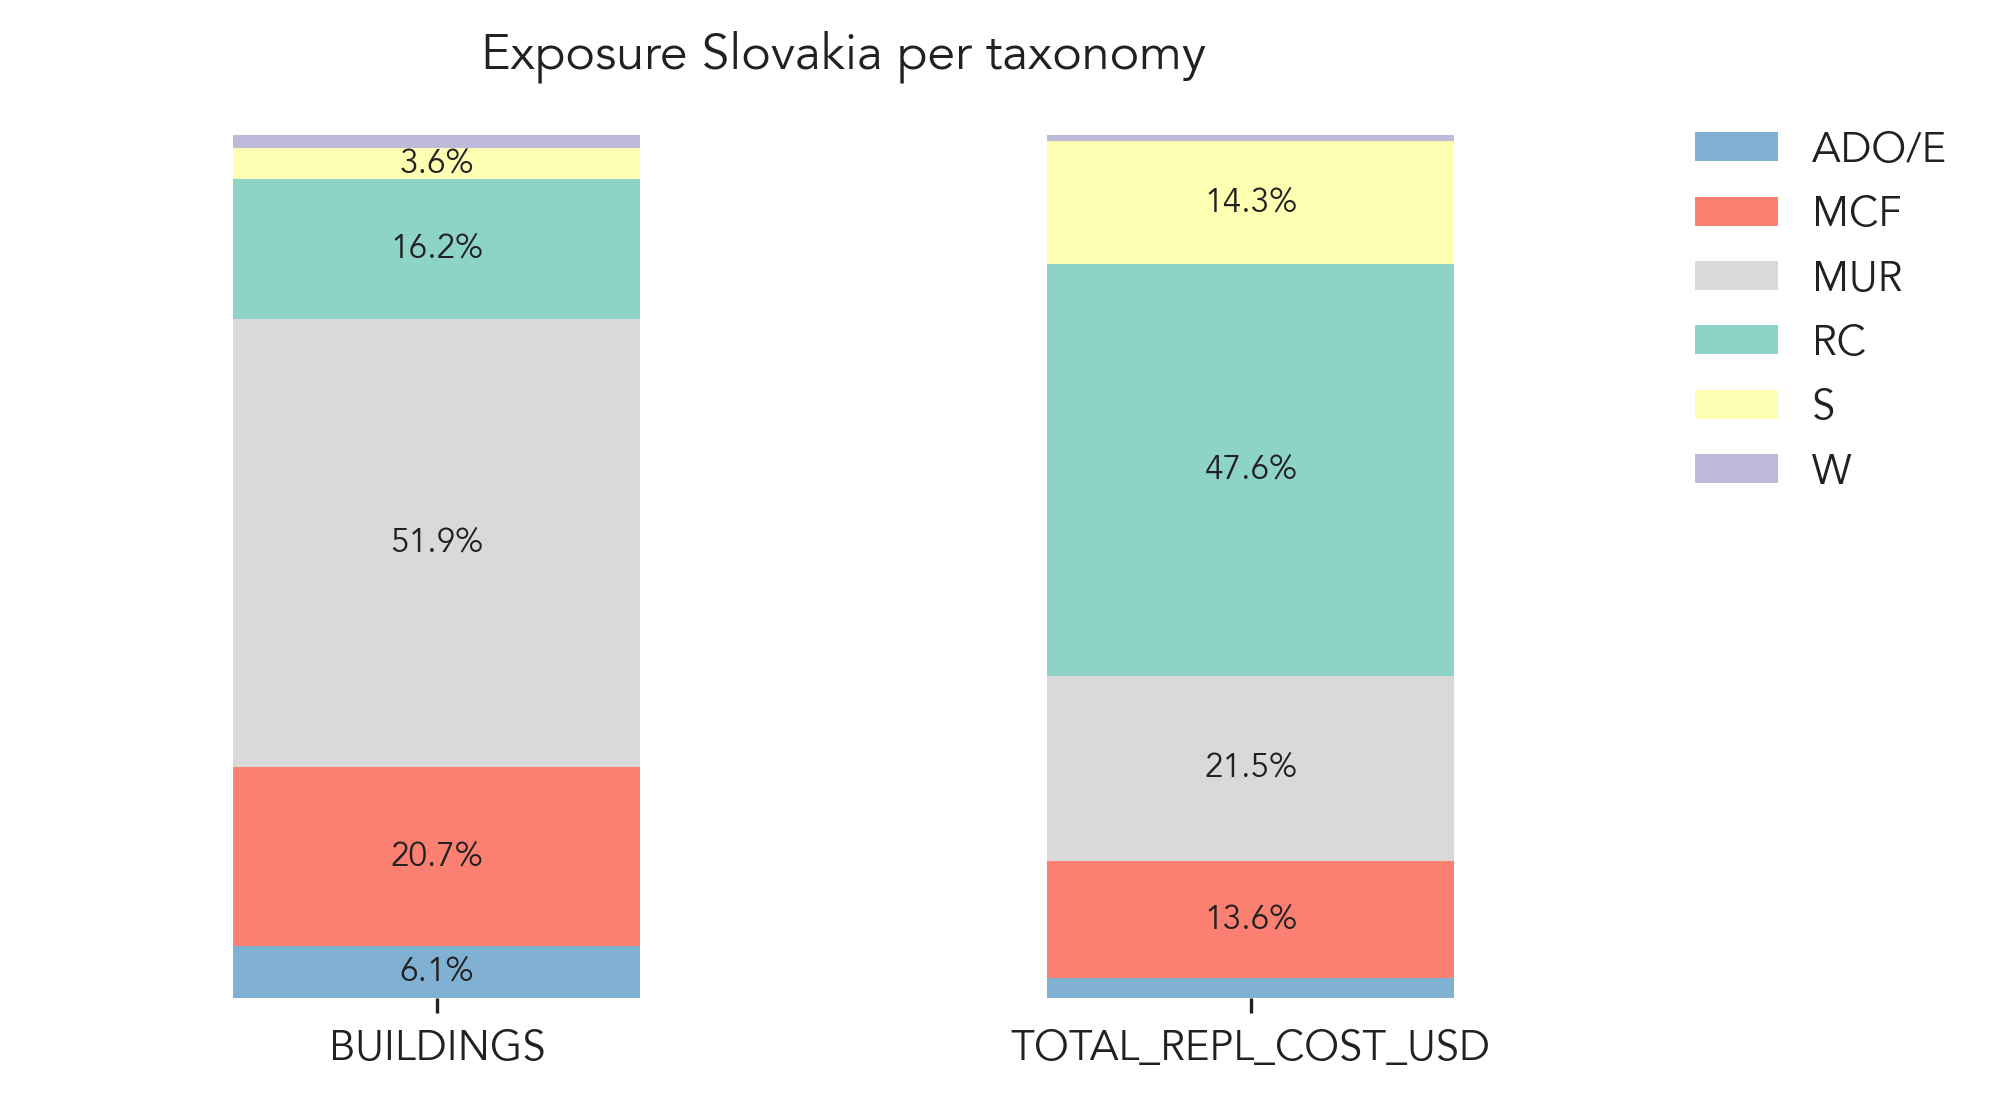 Exposure Slovakia per taxonomy
3.6%
16.2%
51.9%
20.7%
6.1%
BUILDINGS
14.3%
47.6%
21.5%
13.6%
TOTAL_REPL_COST_USD
ADO/E
MCF
MUR
RC
S
W